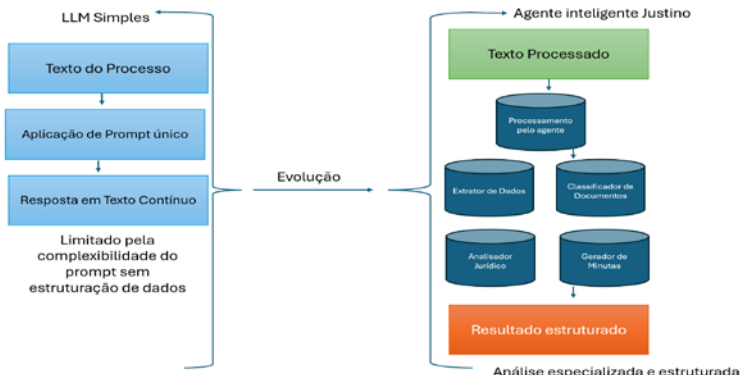 LLM Simples
Texto do Processo
Aplicação de Prompt único
Resposta em Texto Contínuo
Limitado pela
complexibilidade do
prompt sem
estruturação de dados
Evolução
Agente inteligente Justino
Texto Processado
Processamento
pelo agente
Extrator de Dados
Classificador de
Documentos
Analisador
Jurídico
Gerador de
Minutas
Resultado estruturado
Análise especializada e estruturada